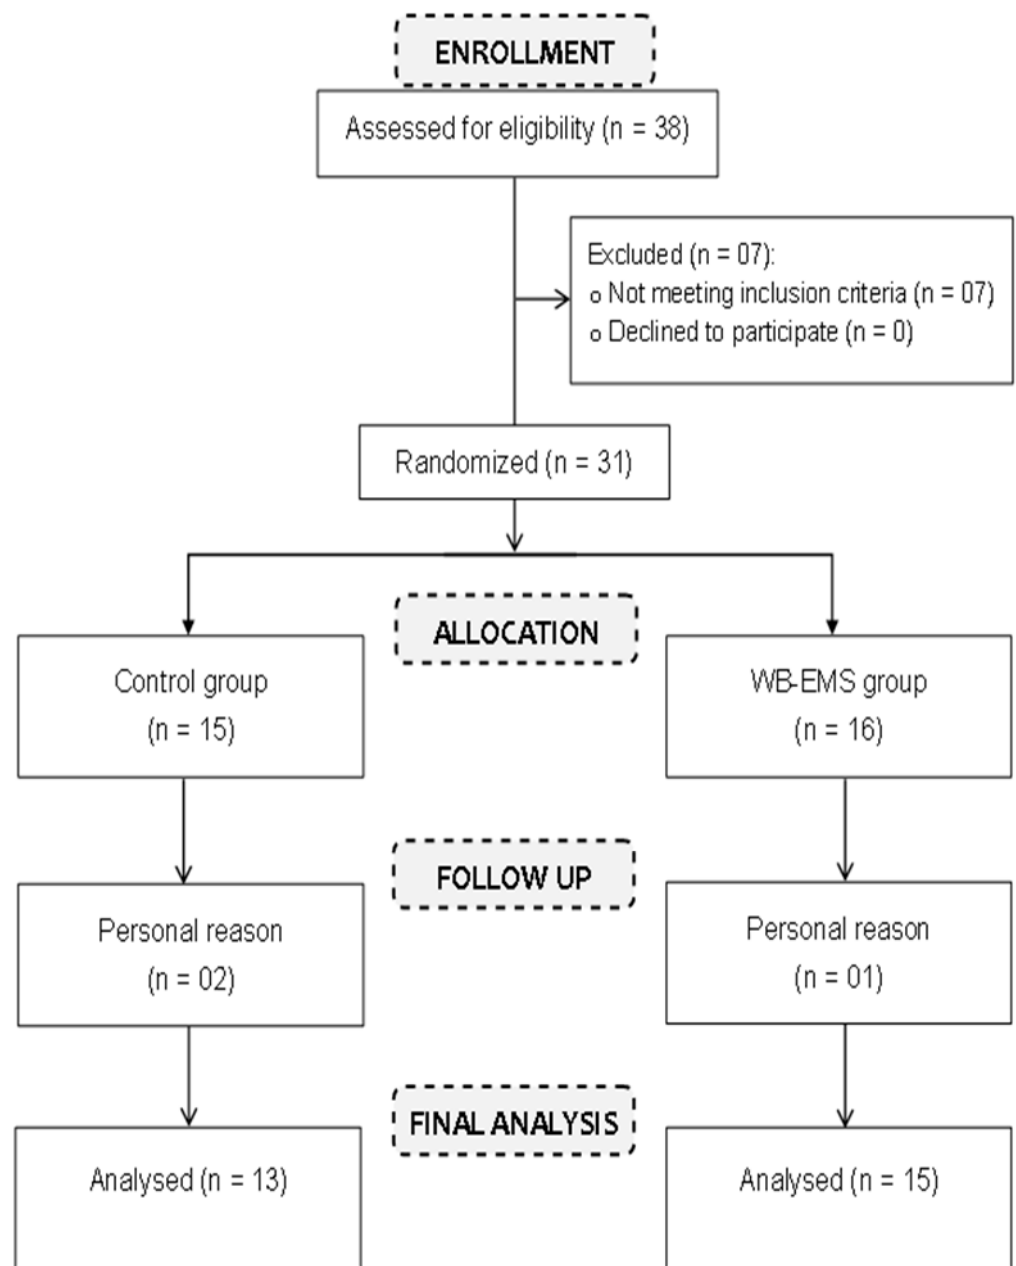 ENROLLMENT
Assessed for eligibility (n = 38)
Excluded (n = 07):
o Not meeting inclusion criteria (n = 07)
o Declined to participate (n = 0)
Randomized (n = 31)
ALLOCATION
Control group
(n = 15)
WB-EMS group
(n = 16)
FOLLOW UP
Personal reason
(n = 02)
Personal reason
(n = 01)
FINAL ANALYSIS
Analysed (n = 13)
Analysed (n = 15)